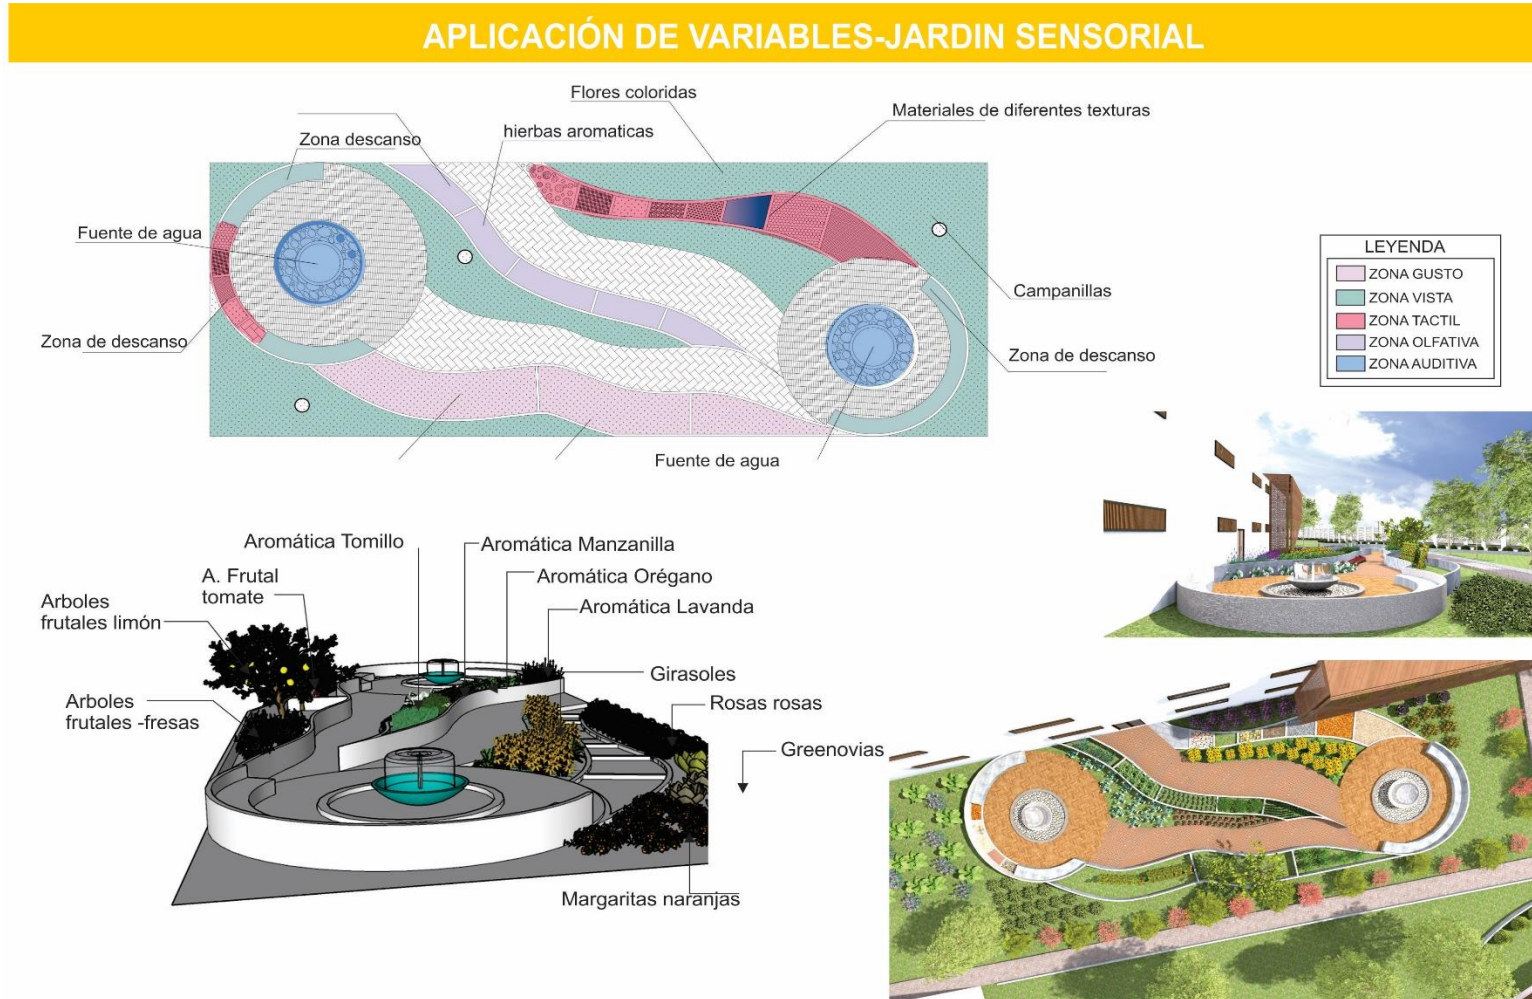 APLICACIÓN DE VARIABLES-JARDIN SENSORIAL
Flores coloridas
Materiales de diferentes texturas
hierbas aromaticas
Zona descanso
Fuente de agua
Zona de descanso
Campanillas
Zona de descanso
Fuente de agua
LEYENDA
ZONA GUSTO
ZONA VISTA
ZONA TACTIL
ZONA OLFATIVA
ZONA AUDITIVA
Aromática Tomillo
Aromática Manzanilla
A. Frutal
tomate
Aromática Orégano
Arboles
frutales limón
Aromática Lavanda
Girasoles
Arboles
frutales -fresas
Rosas rosas
Greenovias
Margaritas naranjas